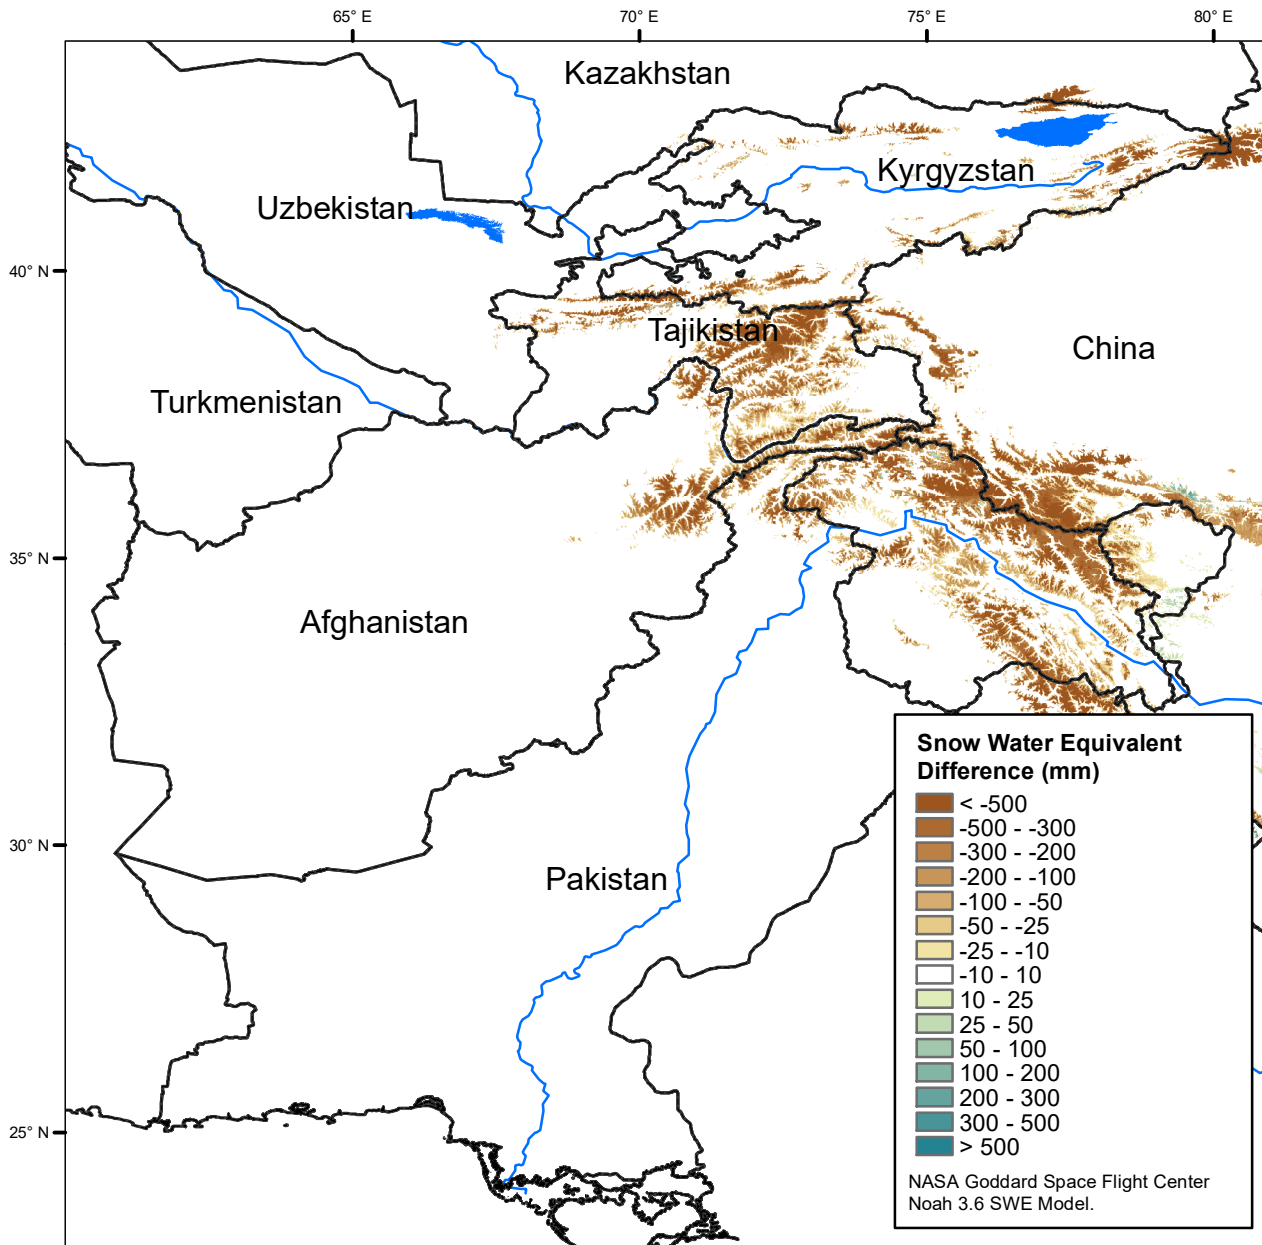 65° E
70° E
75° E
80° E
Kazakhstan
Kyrgyzstan
Uzbekistan
40° N
Tajikistan
China
Turkmenistan
35° N
Afghanistan
30° N
Pakistan
25° N
Snow Water Equivalent
Difference (mm)
< -500
-500 - -300
-300 - -200
-200 - -100
-100 - -50
-50 - -25
-25 - -10
-10 - 10
10 - 25
25 - 50
50 - 100
100 - 200
200 - 300
300 - 500
> 500
NASA Goddard Space Flight Center
Noah 3.6 SWE Model.